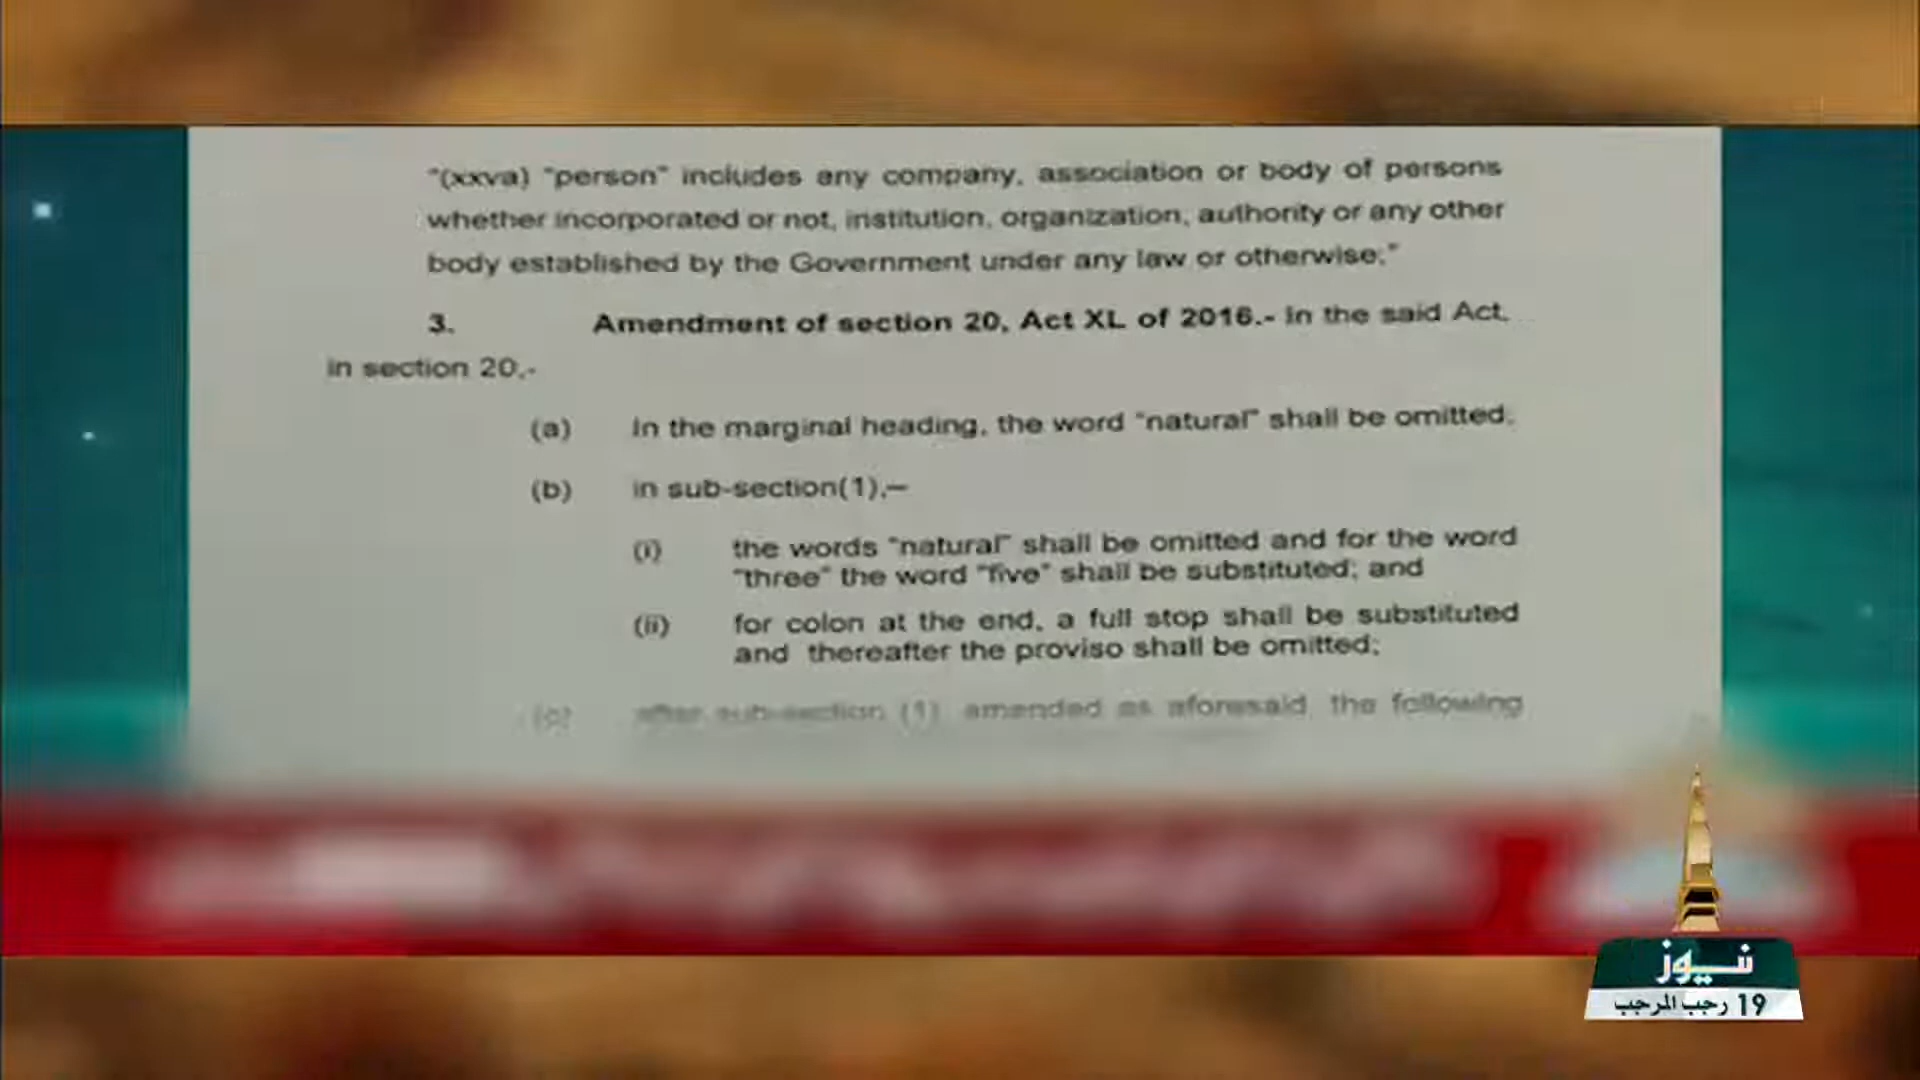 "(xxva) "person" includes any company, association or body of persons
whether incorporated or not, institution, organization, authority or any other
body established by the Government under any law or otherwise;"
3. Amendment of section 20, Act XL of 2016.- In the said Act,
in section 20,-
(a) In the marginal heading, the word "natural" shall be omitted.
(b) in sub-section(1),—
(i) the words "natural" shall be omitted and for the word
"three" the word "five" shall be substituted; and
(ii) for colon at the end, a full stop shall be substituted
and thereafter the proviso shall be omitted;
(c) after sub-section (1) amended as aforesaid, the following
نیوز
19 رجب المرجب